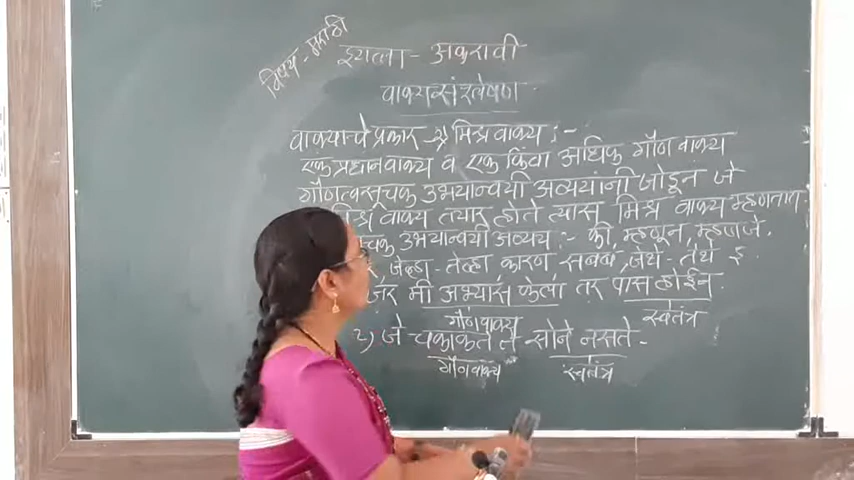 विषय - मराठी
इयत्ता - अकरावी
वाक्यसंश्लेषण
वाक्याचे प्रकार - मिश्र वाक्य : -
एक प्रधानवाक्य व एक किंवा अधिक गौण वाक्य
गौणत्वसूचक उभयान्वयी अव्ययांनी जोडून जे
मिश्र वाक्य तयार होते त्यास मिश्र वाक्य म्हणतात.
चक उभयान्वयी अव्यय : - की, म्हणून, म्हणजे,
र, जेव्हा - तेव्हा कारण सबब, जेथे - तेथे इ.
जर मी अभ्यास केला तर पास होईन
गौणवाक्य स्वतंत्र
२) जे चकाकते ते सोने नसते -
गौणवाक्य स्वतंत्र